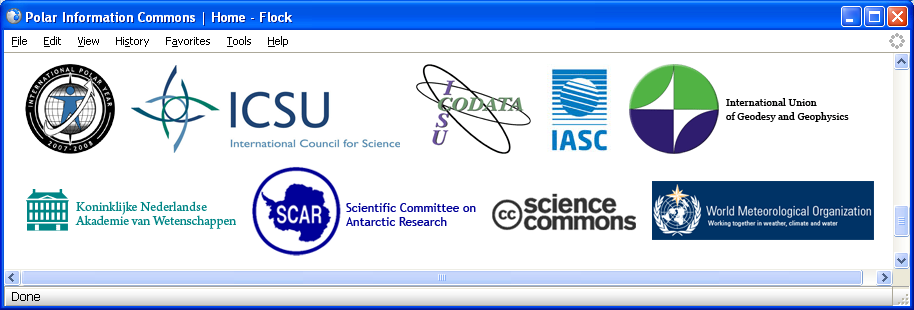 Polar Information Commons | Home - Flock
File Edit View History Favorites Tools Help
INTERNATIONAL POLAR YEAR
2007-2008
ICSU
International Council for Science
ICSU
CODATA
IASC
International Union
of Geodesy and Geophysics
Koninklijke Nederlandse
Akademie van Wetenschappen
SCAR
Scientific Committee on
Antarctic Research
cc science
commons
World Meteorological Organization
Working together in weather, climate and water
Done